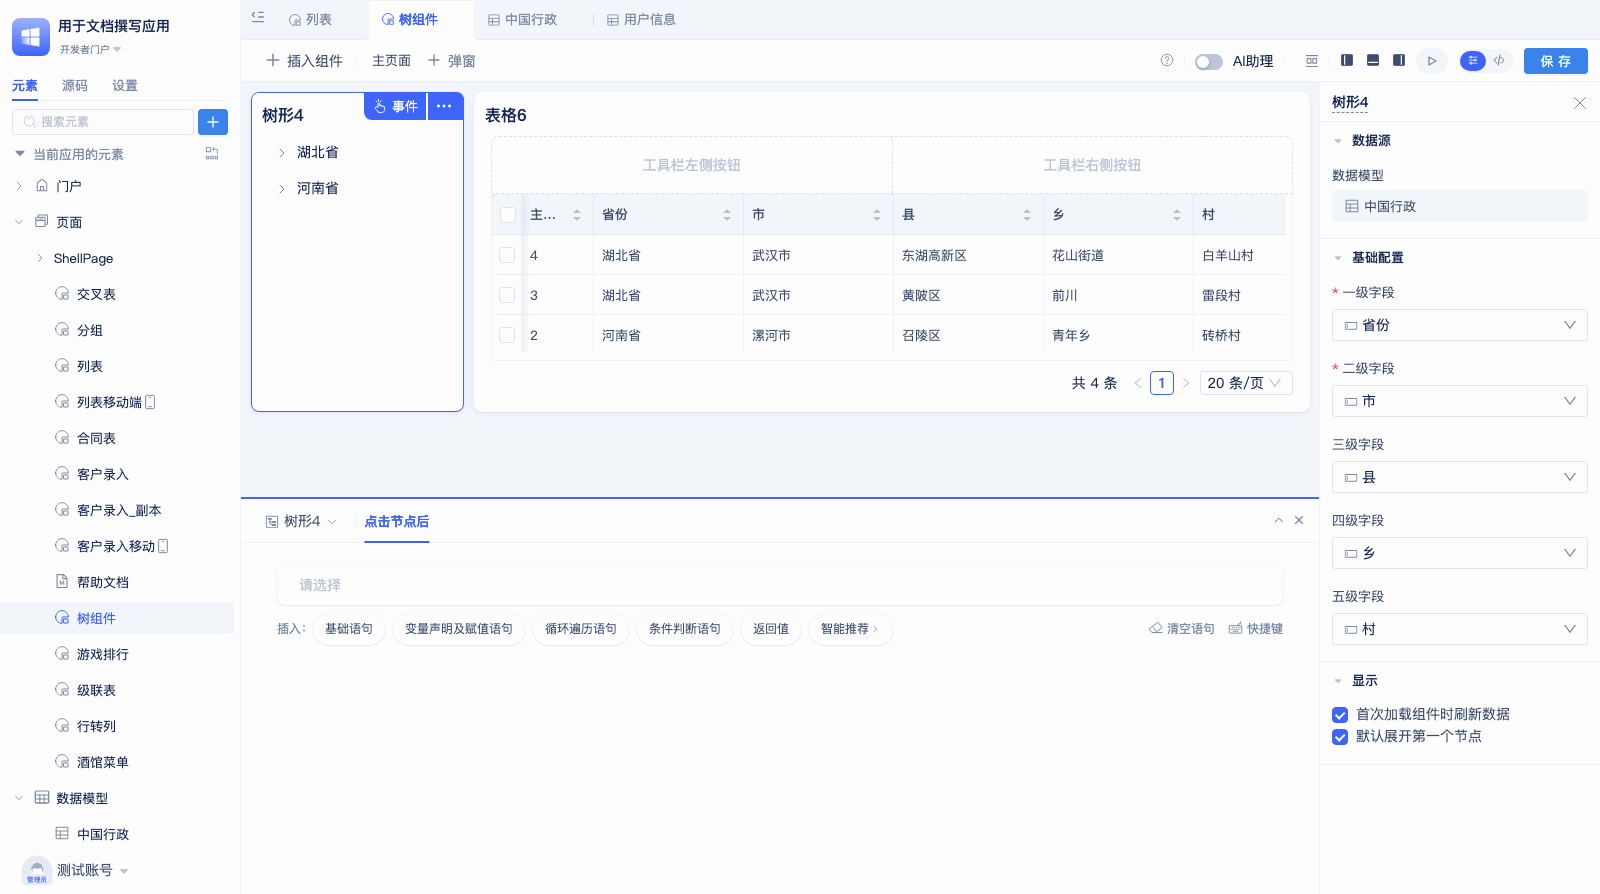 用于文档撰写应用
开发者门户
元素 源码 设置
搜索元素
当前应用的元素
门户
页面
ShellPage
交叉表
分组
列表
列表移动端
合同表
客户录入
客户录入_副本
客户录入移动
帮助文档
树组件
游戏排行
级联表
行转列
酒馆菜单
数据模型
中国行政
管理员 测试账号
列表 树组件 中国行政 用户信息
插入组件 主页面 弹窗 AI助理 保 存
树形4 事件
湖北省
河南省
表格6
工具栏左侧按钮 工具栏右侧按钮
主... 省份 市 县 乡 村
4 湖北省 武汉市 东湖高新区 花山街道 白羊山村
3 湖北省 武汉市 黄陂区 前川 雷段村
2 河南省 漯河市 召陵区 青年乡 砖桥村
共 4 条 1 20 条/页
树形4 点击节点后
请选择
插入: 基础语句 变量声明及赋值语句 循环遍历语句 条件判断语句 返回值 智能推荐 清空语句 快捷键
树形4
数据源
数据模型
中国行政
基础配置
* 一级字段
省份
* 二级字段
市
三级字段
县
四级字段
乡
五级字段
村
显示
首次加载组件时刷新数据
默认展开第一个节点